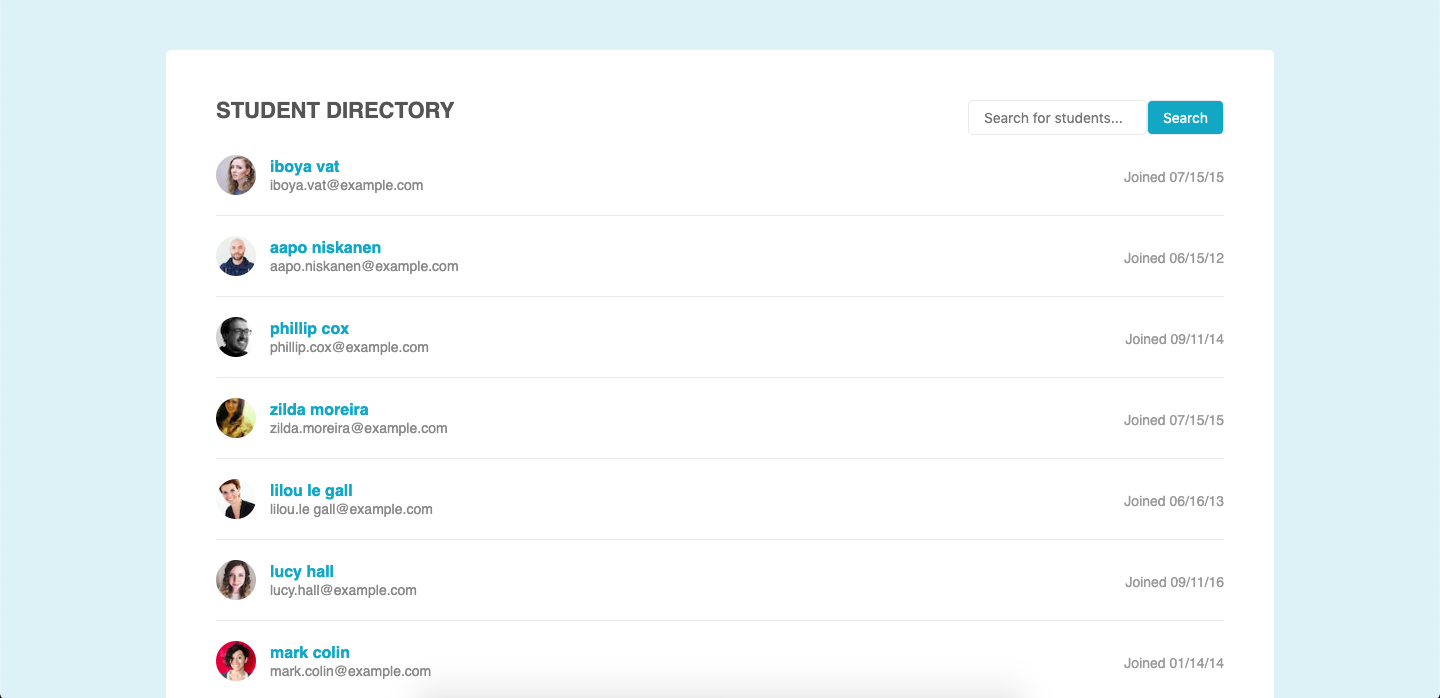 STUDENT DIRECTORY
Search for students... Search
iboya vat
iboya.vat@example.com
Joined 07/15/15
aapo niskanen
aapo.niskanen@example.com
Joined 06/15/12
phillip cox
phillip.cox@example.com
Joined 09/11/14
zilda moreira
zilda.moreira@example.com
Joined 07/15/15
lilou le gall
lilou.le gall@example.com
Joined 06/16/13
lucy hall
lucy.hall@example.com
Joined 09/11/16
mark colin
mark.colin@example.com
Joined 01/14/14